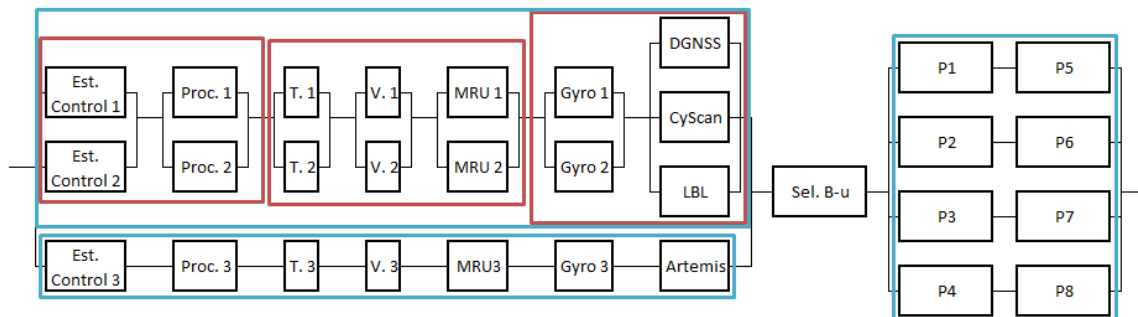 DGNSS
Est.
Control 1
Proc. 1
T. 1
V. 1
MRU 1
Gyro 1
CyScan
Est.
Control 2
Proc. 2
T. 2
V. 2
MRU 2
Gyro 2
LBL
Est.
Control 3
Proc. 3
T. 3
V. 3
MRU3
Gyro 3
Artemis
Sel. B-u
P1
P5
P2
P6
P3
P7
P4
P8